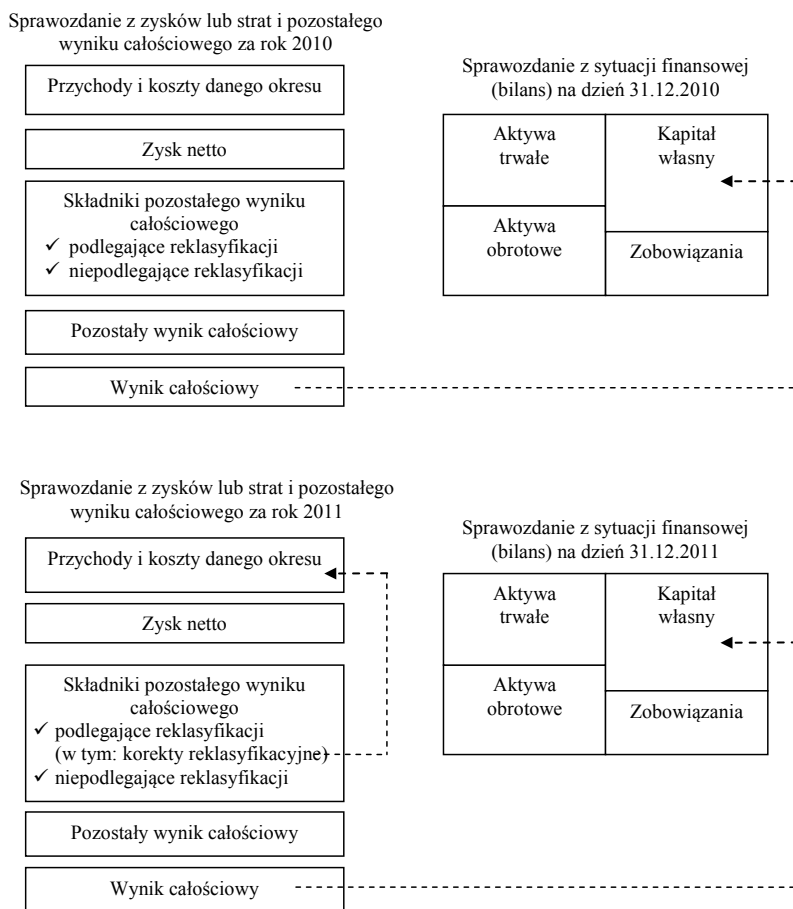 Sprawozdanie z zysków lub strat i pozostałego
wyniku całościowego za rok 2010
Przychody i koszty danego okresu
Zysk netto
Składniki pozostałego wyniku
całościowego
✓ podlegające reklasyfikacji
✓ niepodlegające reklasyfikacji
Pozostały wynik całościowy
Wynik całościowy
Sprawozdanie z sytuacji finansowej
(bilans) na dzień 31.12.2010
Aktywa
trwałe
Kapitał
własny
Aktywa
obrotowe
Zobowiązania
Sprawozdanie z zysków lub strat i pozostałego
wyniku całościowego za rok 2011
Przychody i koszty danego okresu
Zysk netto
Składniki pozostałego wyniku
całościowego
✓ podlegające reklasyfikacji
(w tym: korekty reklasyfikacyjne)
✓ niepodlegające reklasyfikacji
Pozostały wynik całościowy
Wynik całościowy
Sprawozdanie z sytuacji finansowej
(bilans) na dzień 31.12.2011
Aktywa
trwałe
Kapitał
własny
Aktywa
obrotowe
Zobowiązania